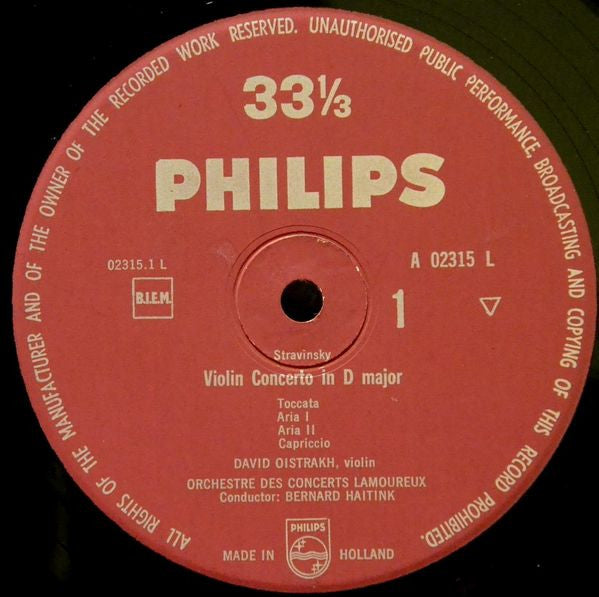 ALL RIGHTS OF THE MANUFACTURER AND OF THE OWNER OF THE RECORDED WORK RESERVED. UNAUTHORISED PUBLIC PERFORMANCE, BROADCASTING AND COPYING OF THIS RECORD PROHIBITED.
33⅓
PHILIPS
02315.1 L
A 02315 L
B.I.E.M.
1
Stravinsky
Violin Concerto in D major
Toccata
Aria I
Aria II
Capriccio
DAVID OISTRAKH, violin
ORCHESTRE DES CONCERTS LAMOUREUX
Conductor: BERNARD HAITINK
PHILIPS
MADE IN HOLLAND